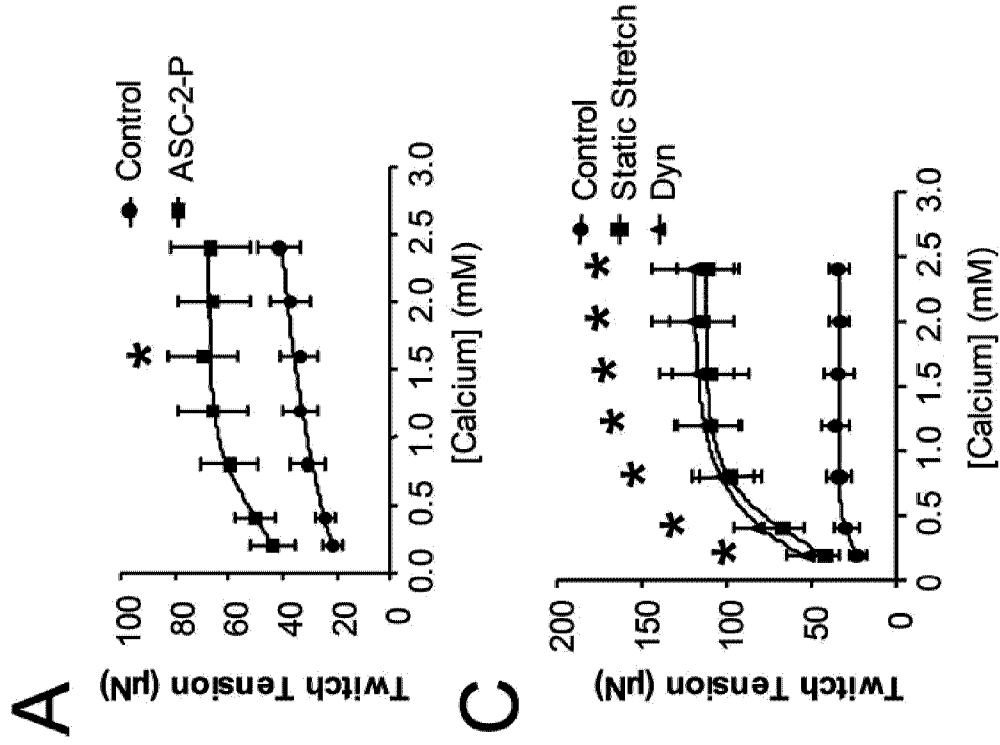 A
Twitch Tension (µN)
100
80
60
40
20
0
0.0 0.5 1.0 1.5 2.0 2.5 3.0
[Calcium] (mM)
*
Control
ASC-2-P
C
Twitch Tension (µN)
200
150
100
50
0
0 0.5 1.0 1.5 2.0 2.5 3.0
[Calcium] (mM)
* * * * * * *
Control
Static Stretch
Dyn